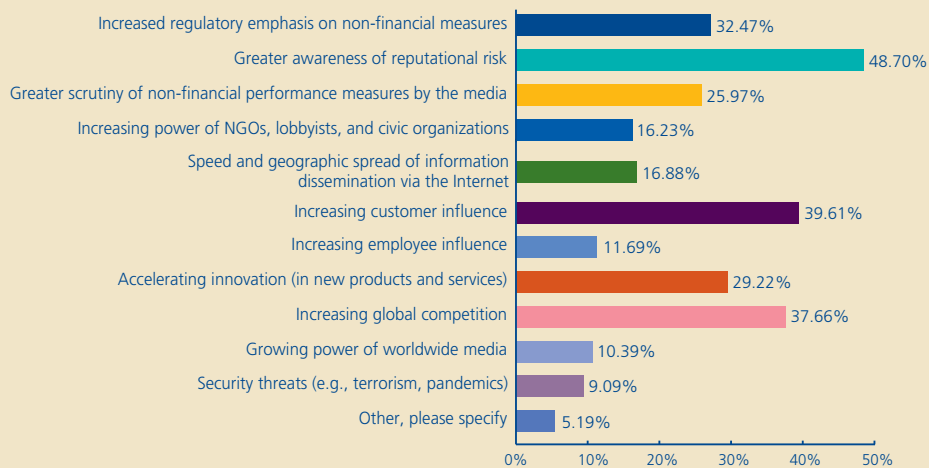 Increased regulatory emphasis on non-financial measures 32.47%
Greater awareness of reputational risk 48.70%
Greater scrutiny of non-financial performance measures by the media 25.97%
Increasing power of NGOs, lobbyists, and civic organizations 16.23%
Speed and geographic spread of information
dissemination via the Internet 16.88%
Increasing customer influence 39.61%
Increasing employee influence 11.69%
Accelerating innovation (in new products and services) 29.22%
Increasing global competition 37.66%
Growing power of worldwide media 10.39%
Security threats (e.g., terrorism, pandemics) 9.09%
Other, please specify 5.19%
0% 10% 20% 30% 40% 50%